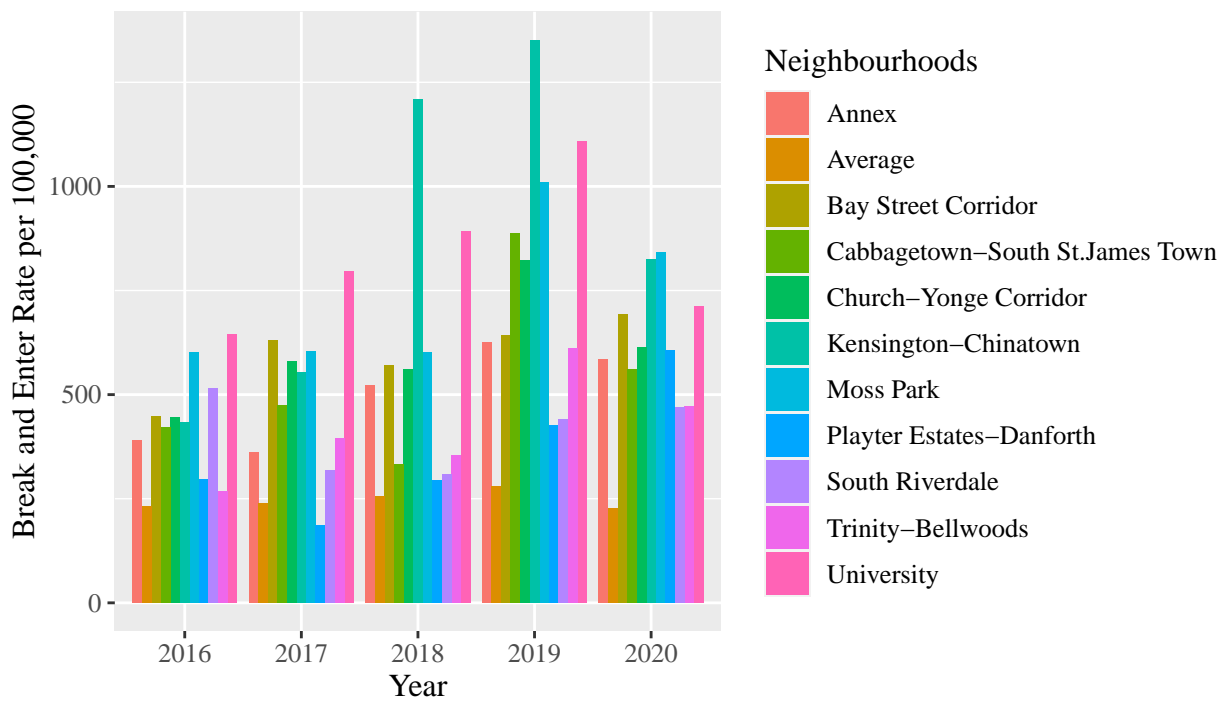 Break and Enter Rate per 100,000
1000
500
0
2016 2017 2018 2019 2020
Year
Neighbourhoods
Annex
Average
Bay Street Corridor
Cabbagetown−South St.James Town
Church−Yonge Corridor
Kensington−Chinatown
Moss Park
Playter Estates−Danforth
South Riverdale
Trinity−Bellwoods
University